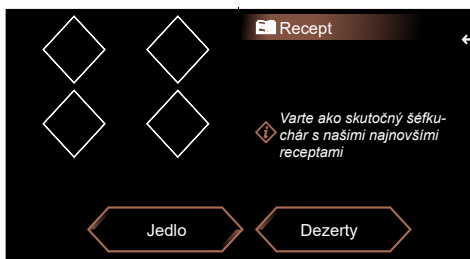 Recept
Varte ako skutočný šéfku-
chár s našimi najnovšími
receptami
Jedlo
Dezerty